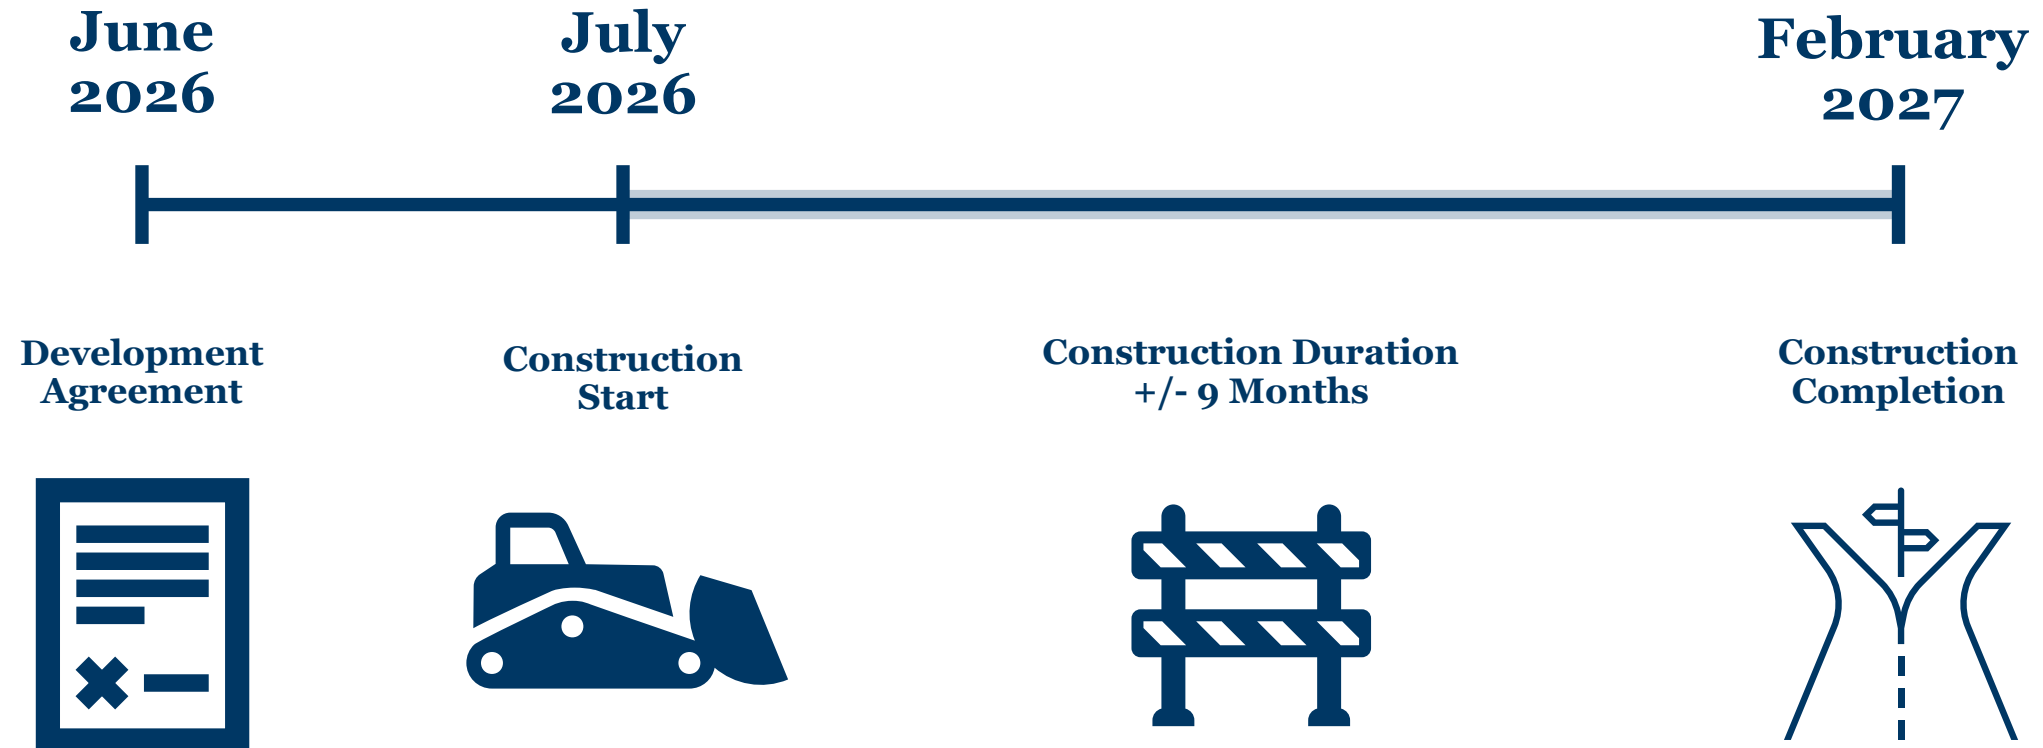 June
2026
July
2026
February
2027
Development
Agreement
Construction
Start
Construction Duration
+/- 9 Months
Construction
Completion